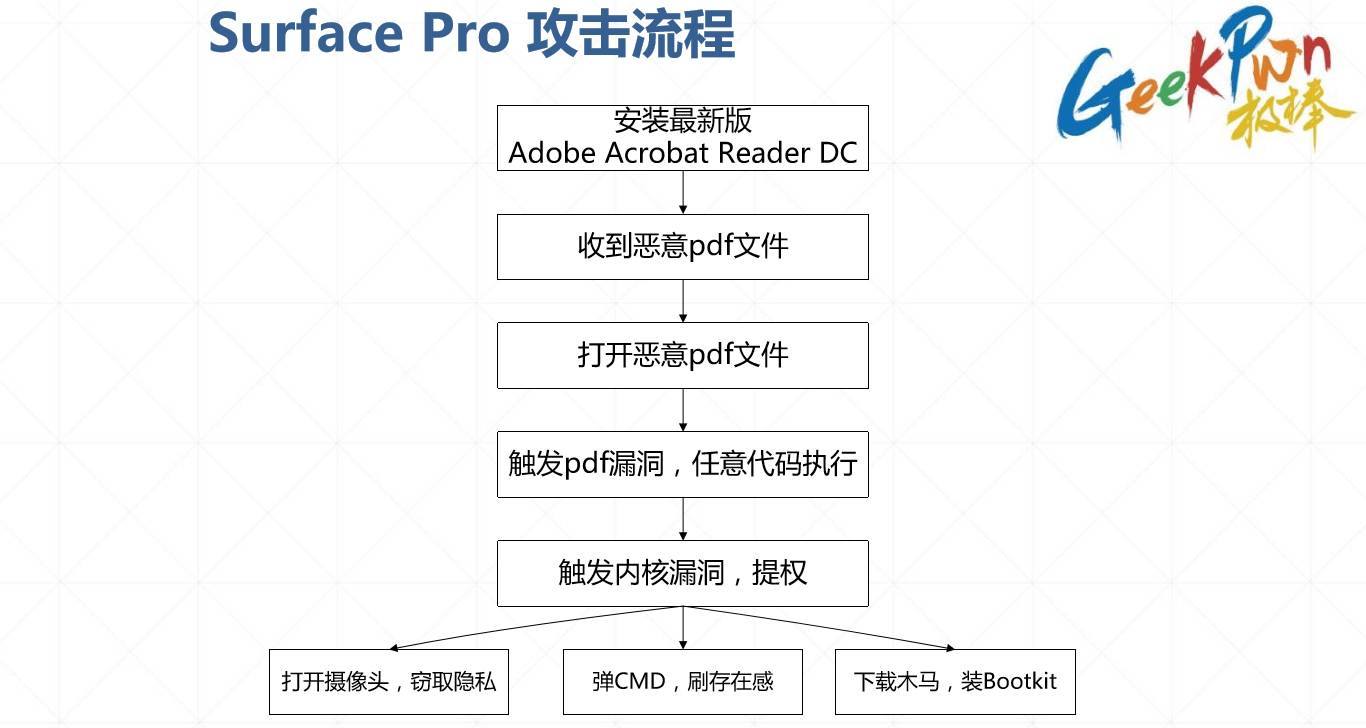 Surface Pro 攻击流程
GeekPwn
极棒
安装最新版
Adobe Acrobat Reader DC
收到恶意pdf文件
打开恶意pdf文件
触发pdf漏洞，任意代码执行
触发内核漏洞，提权
打开摄像头，窃取隐私
弹CMD，刷存在感
下载木马，装Bootkit